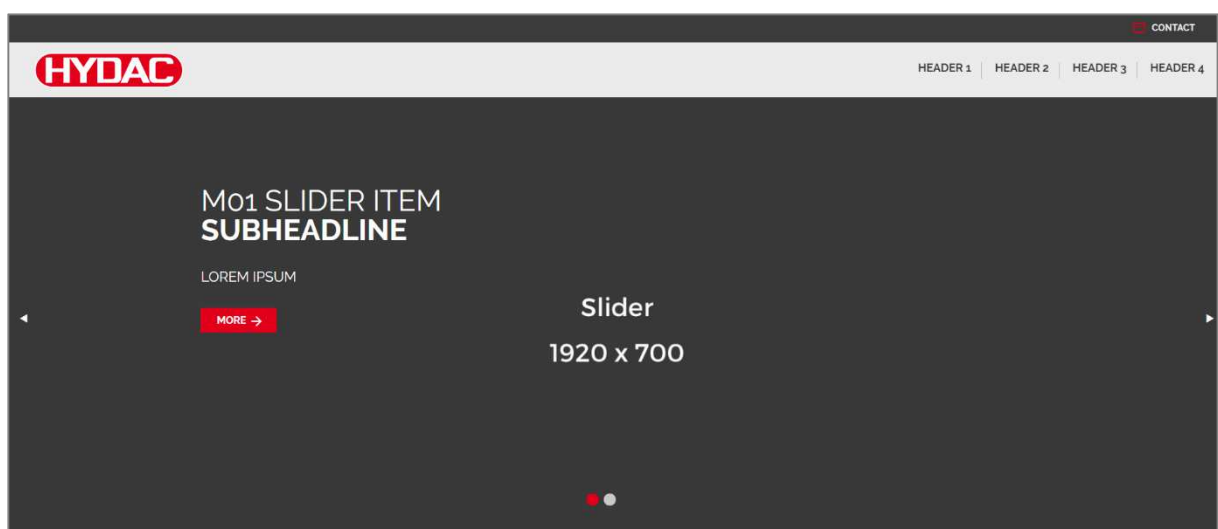 CONTACT
HYDAC
HEADER 1 HEADER 2 HEADER 3 HEADER 4
M01 SLIDER ITEM
SUBHEADLINE
LOREM IPSUM
MORE →
Slider
1920 x 700